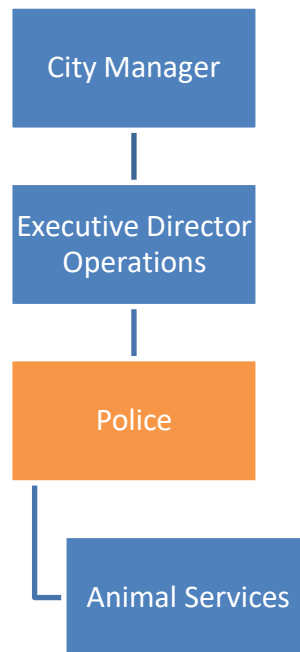 City Manager
Executive Director
Operations
Police
Animal Services